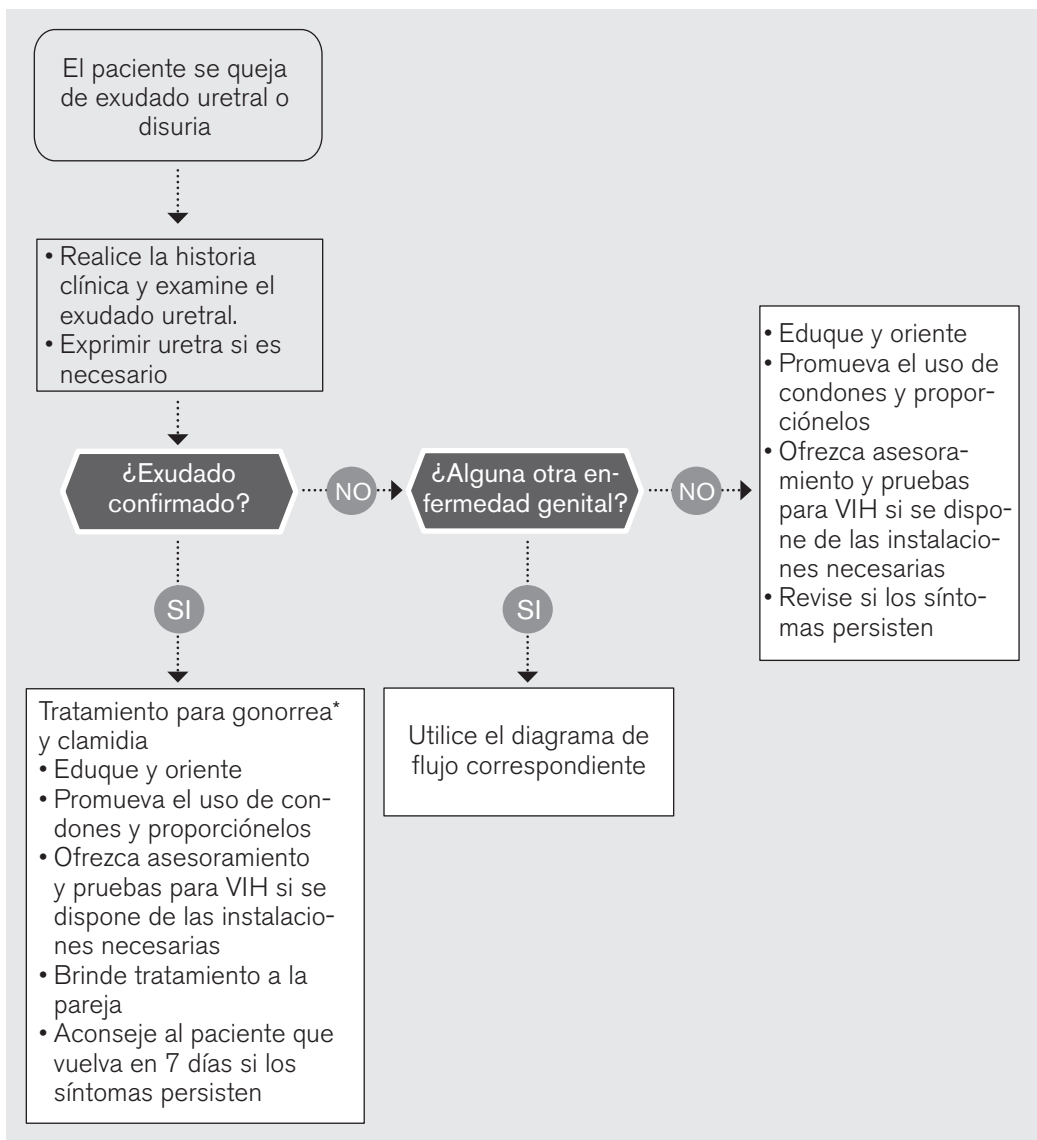 El paciente se queja
de exudado uretral o
disuria
• Realice la historia
clínica y examine el
exudado uretral.
• Exprimir uretra si es
necesario
¿Exudado
confirmado?
NO
¿Alguna otra en-
fermedad genital?
NO
• Eduque y oriente
• Promueva el uso de
condones y propor-
ciónelos
• Ofrezca asesora-
miento y pruebas
para VIH si se dispo-
ne de las instalacio-
nes necesarias
• Revise si los sínto-
mas persisten
SI
SI
Tratamiento para gonorrea*
y clamidia
• Eduque y oriente
• Promueva el uso de con-
dones y proporciónelos
• Ofrezca asesoramiento
y pruebas para VIH si se
dispone de las instalacio-
nes necesarias
• Brinde tratamiento a la
pareja
• Aconseje al paciente que
vuelva en 7 días si los
síntomas persisten
Utilice el diagrama de
flujo correspondiente